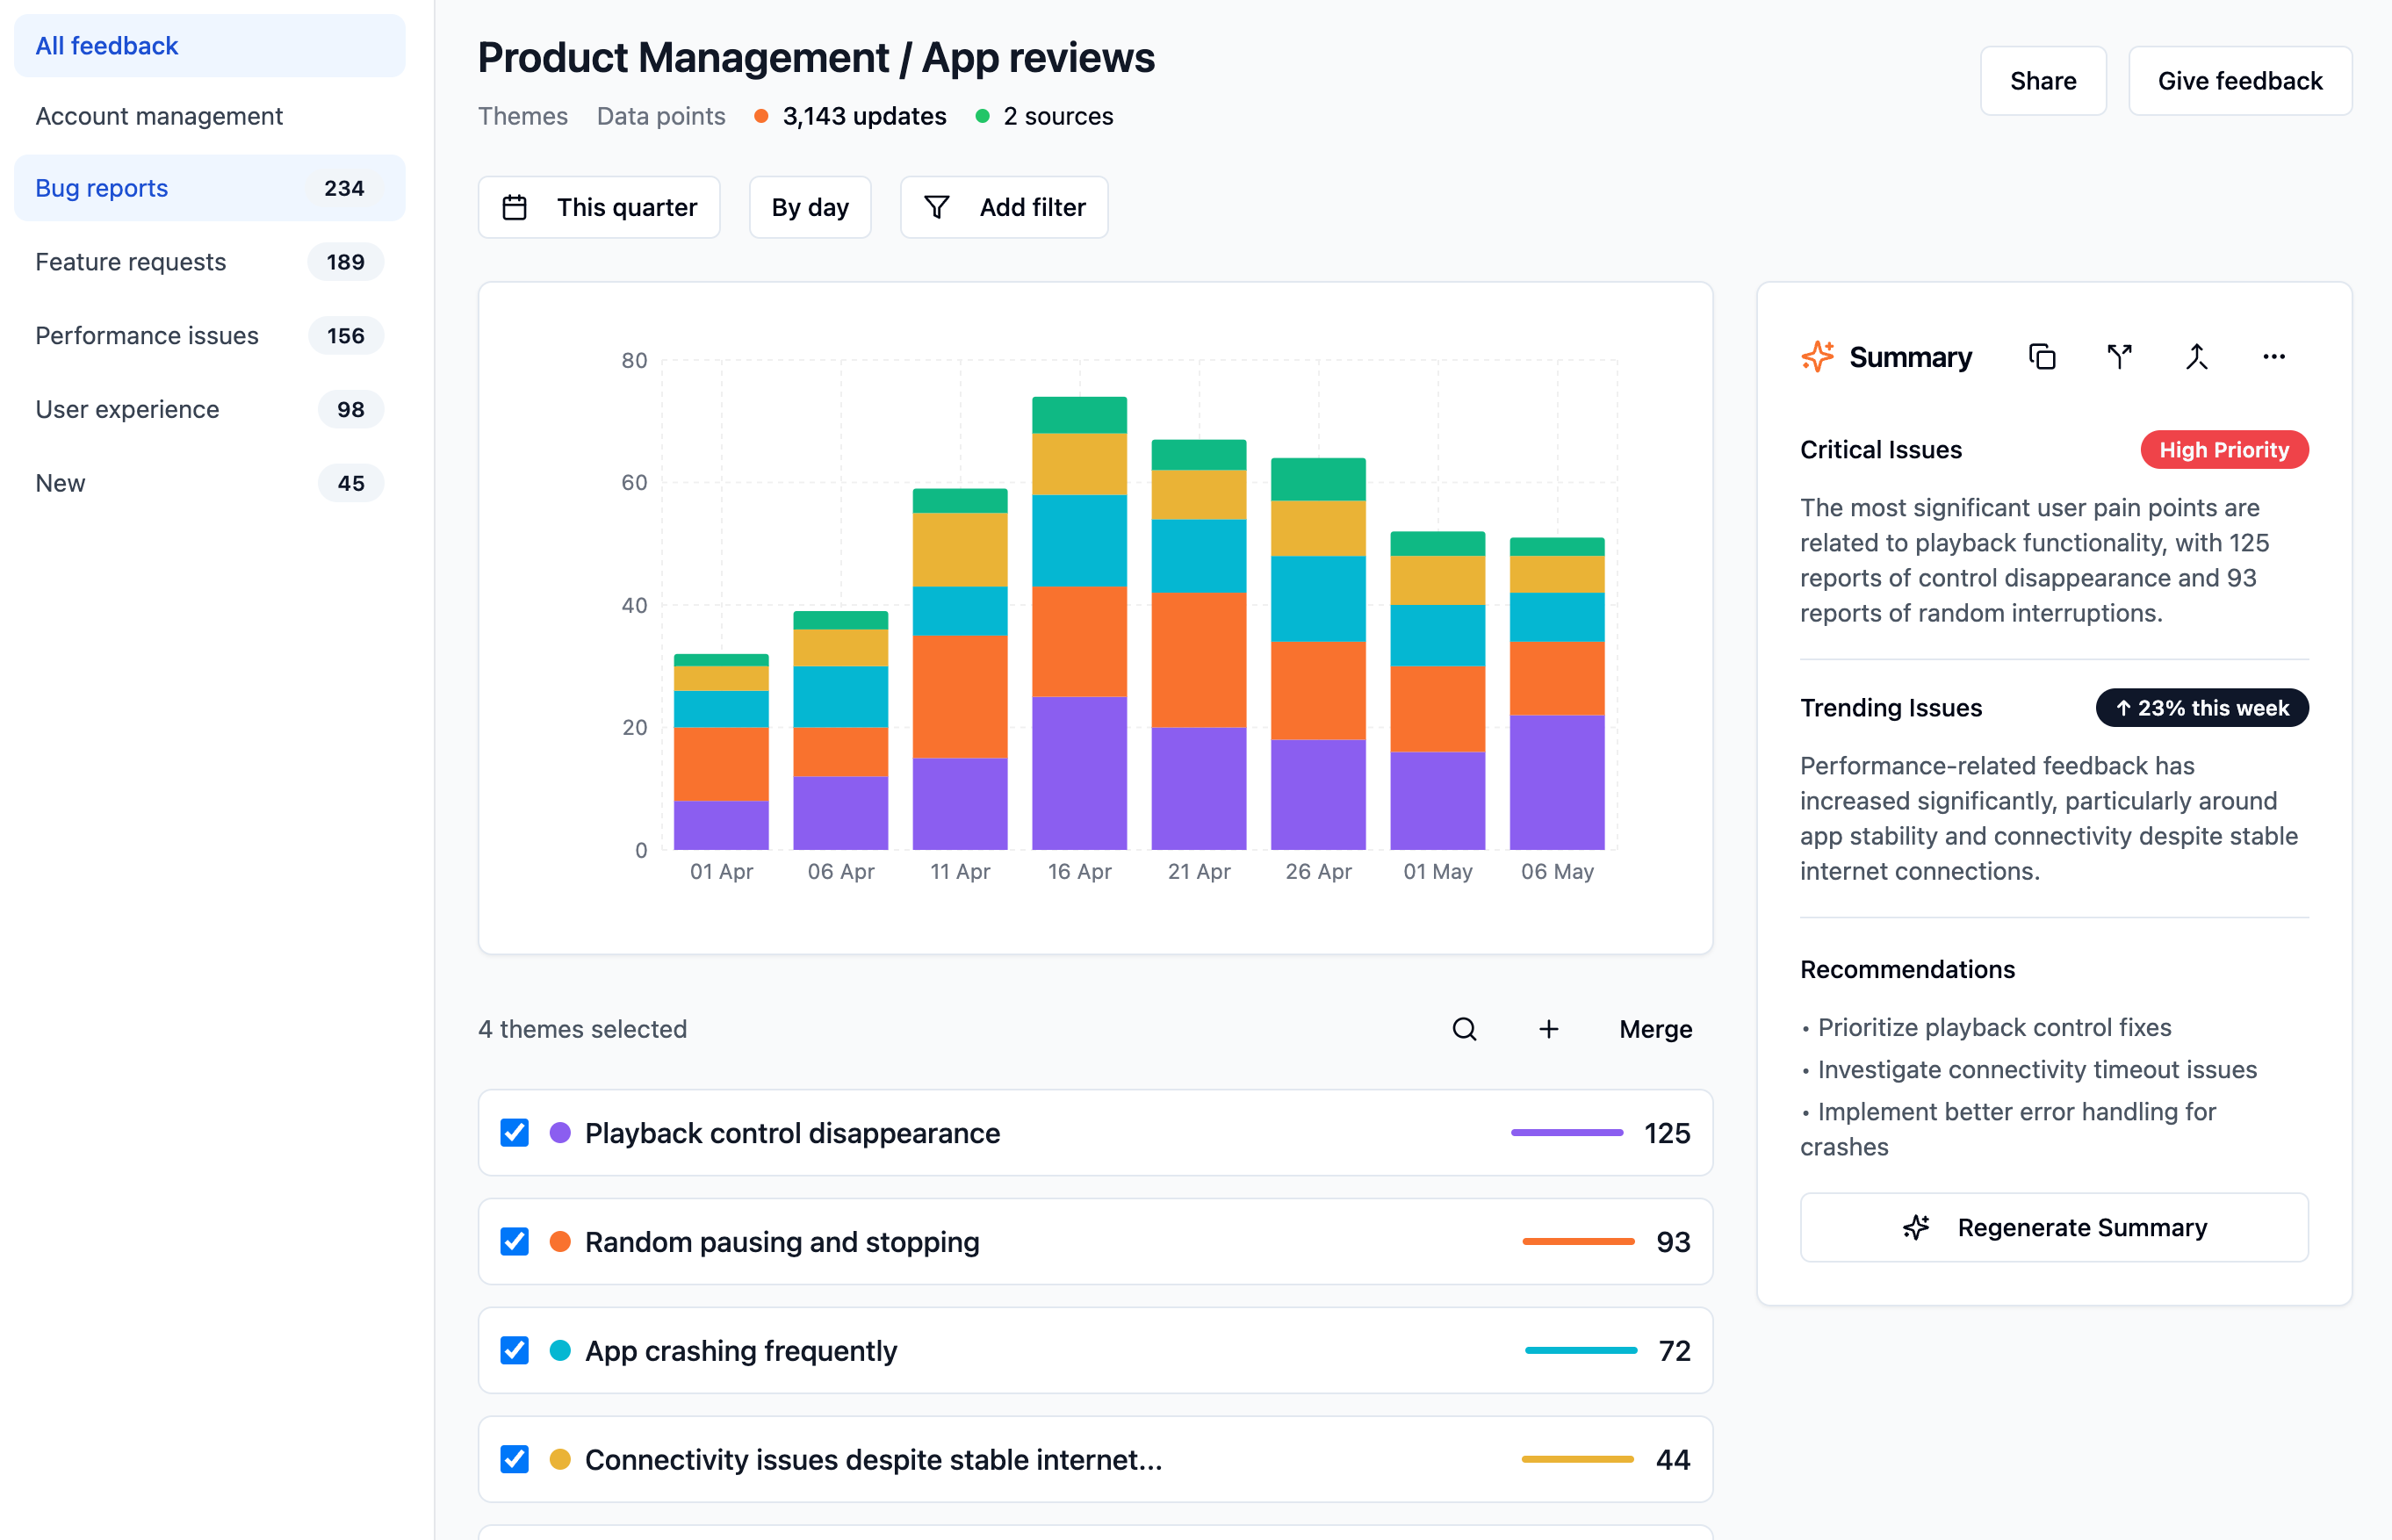 All feedback
Account management
Bug reports 234
Feature requests 189
Performance issues 156
User experience 98
New 45
Product Management / App reviews
Themes Data points 3,143 updates 2 sources
Share Give feedback
This quarter By day Add filter
80
60
40
20
0
01 Apr 06 Apr 11 Apr 16 Apr 21 Apr 26 Apr 01 May 06 May
4 themes selected Merge
Playback control disappearance 125
Random pausing and stopping 93
App crashing frequently 72
Connectivity issues despite stable internet... 44
Summary
Critical Issues High Priority
The most significant user pain points are
related to playback functionality, with 125
reports of control disappearance and 93
reports of random interruptions.
Trending Issues ↑ 23% this week
Performance-related feedback has
increased significantly, particularly around
app stability and connectivity despite stable
internet connections.
Recommendations
• Prioritize playback control fixes
• Investigate connectivity timeout issues
• Implement better error handling for
crashes
Regenerate Summary